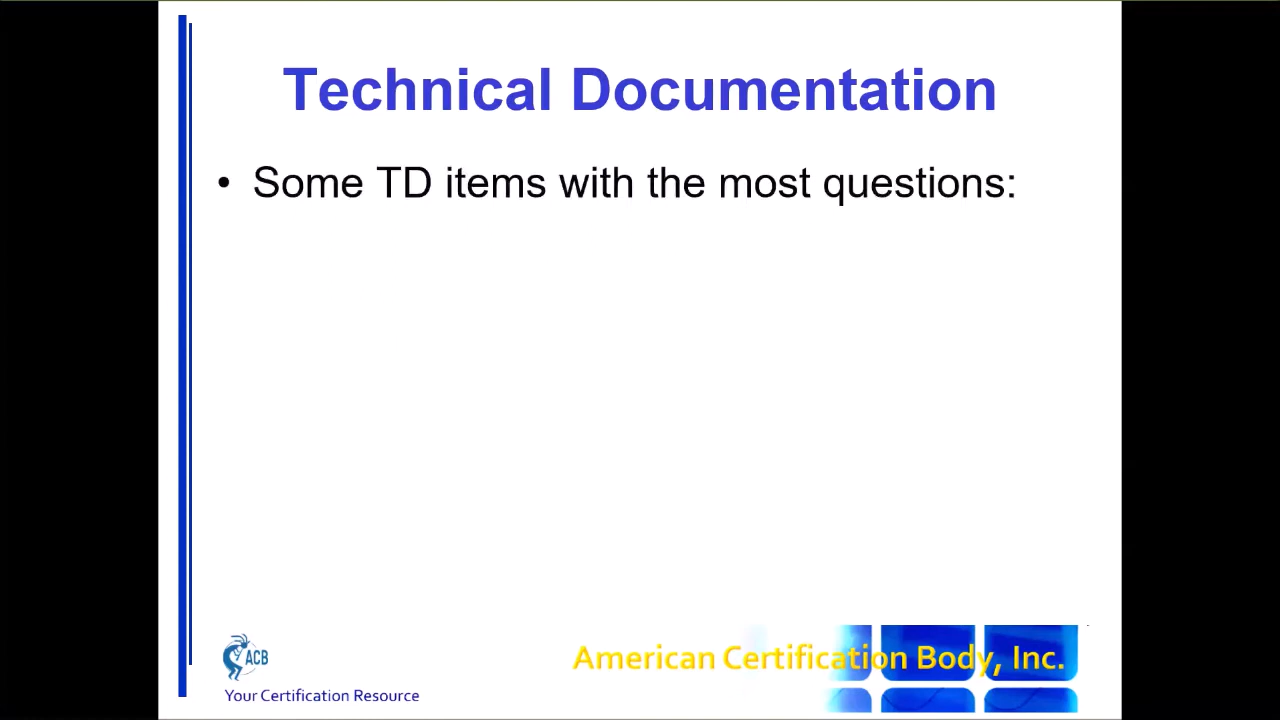 Technical Documentation
• Some TD items with the most questions:
ACB
American Certification Body, Inc.
Your Certification Resource